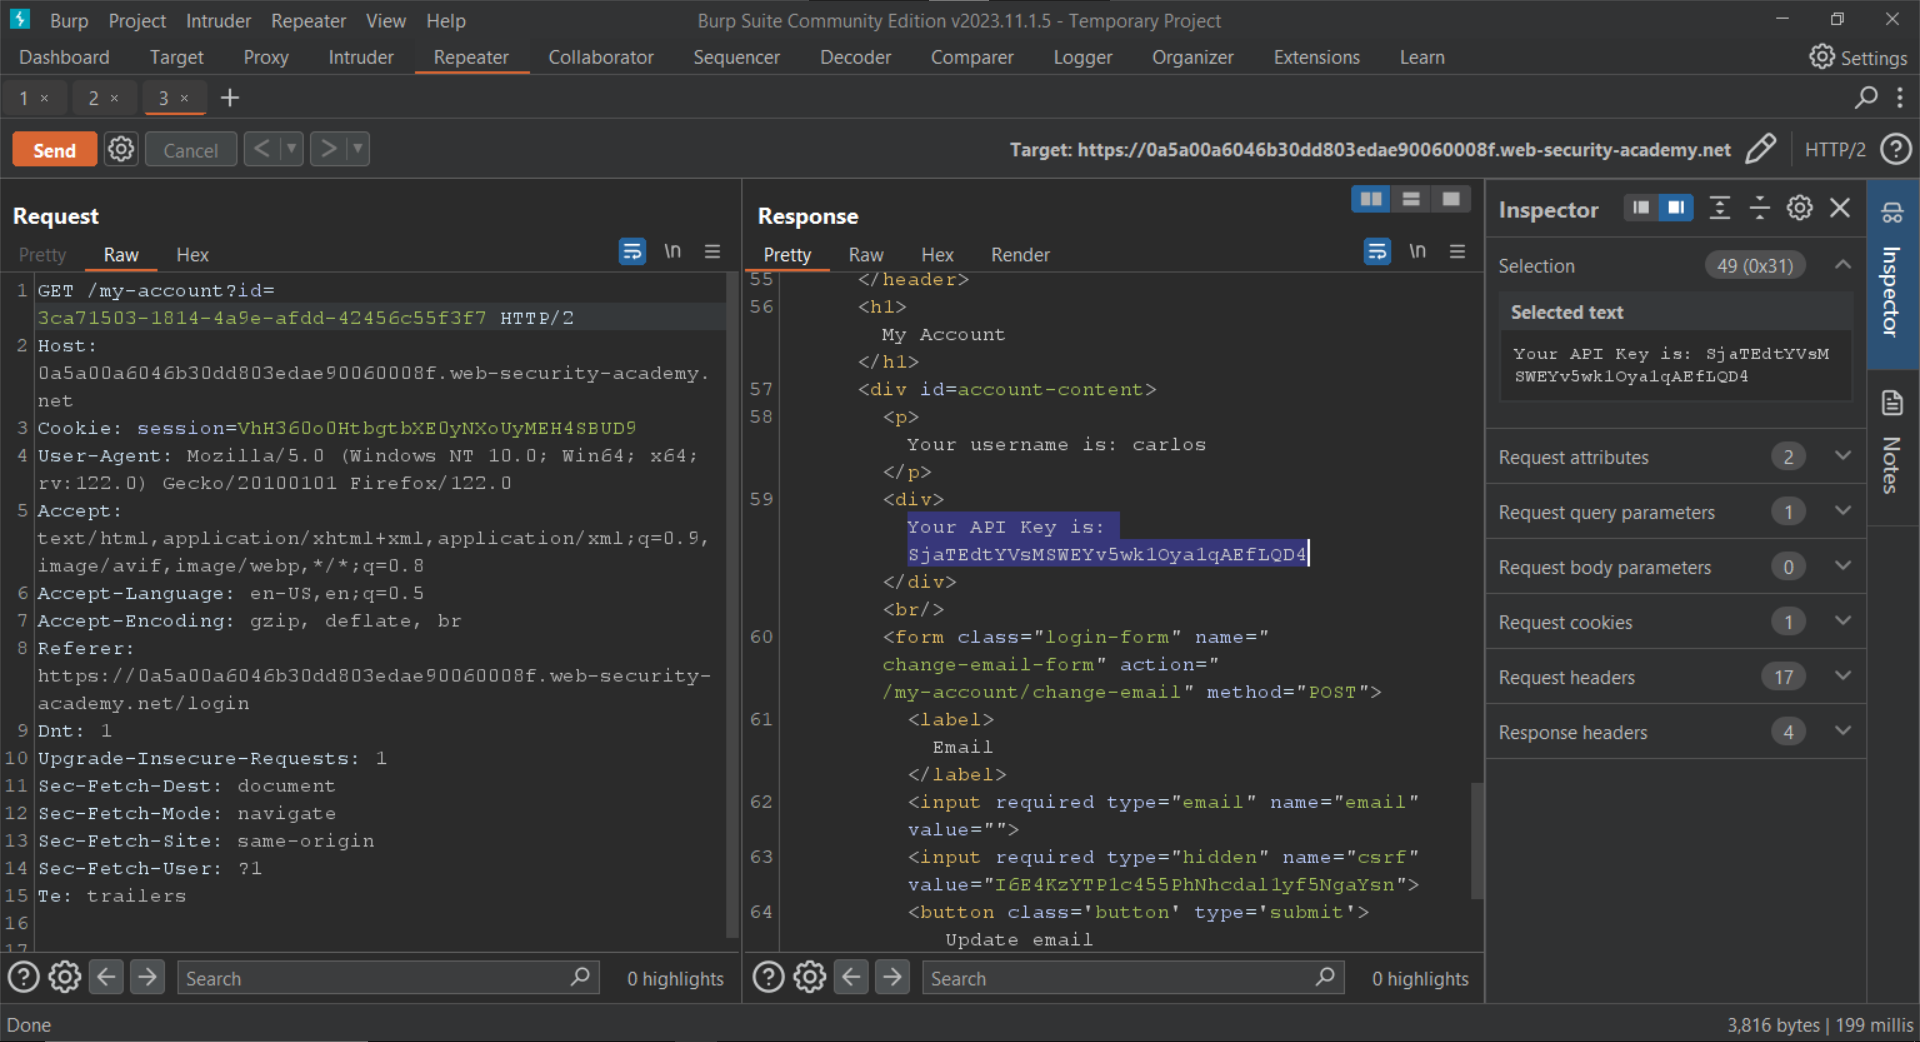 Burp Project Intruder Repeater View Help Burp Suite Community Edition v2023.11.1.5 - Temporary Project
Dashboard Target Proxy Intruder Repeater Collaborator Sequencer Decoder Comparer Logger Organizer Extensions Learn Settings
1 × 2 × 3 × +
Send Cancel < > Target: https://0a5a00a6046b30dd803edae90060008f.web-security-academy.net HTTP/2
Request
Pretty Raw Hex \n
1 GET /my-account?id=
3ca71503-1814-4a9e-afdd-42456c55f3f7 HTTP/2
2 Host:
0a5a00a6046b30dd803edae90060008f.web-security-academy.
net
3 Cookie: session=VhH360o0HtbgtbXE0yNXoUyMEH4SBUD9
4 User-Agent: Mozilla/5.0 (Windows NT 10.0; Win64; x64;
rv:122.0) Gecko/20100101 Firefox/122.0
5 Accept:
text/html,application/xhtml+xml,application/xml;q=0.9,
image/avif,image/webp,*/*;q=0.8
6 Accept-Language: en-US,en;q=0.5
7 Accept-Encoding: gzip, deflate, br
8 Referer:
https://0a5a00a6046b30dd803edae90060008f.web-security-
academy.net/login
9 Dnt: 1
10 Upgrade-Insecure-Requests: 1
11 Sec-Fetch-Dest: document
12 Sec-Fetch-Mode: navigate
13 Sec-Fetch-Site: same-origin
14 Sec-Fetch-User: ?1
15 Te: trailers
16
17
Search 0 highlights
Response
Pretty Raw Hex Render \n
55 </header>
56 <h1>
My Account
</h1>
57 <div id=account-content>
58 <p>
Your username is: carlos
</p>
59 <div>
Your API Key is:
SjaTEdtYVsMSWEYv5wk1Oya1qAEfLQD4
</div>
<br/>
60 <form class="login-form" name="
change-email-form" action="
/my-account/change-email" method="POST">
61 <label>
Email
</label>
62 <input required type="email" name="email"
value="">
63 <input required type="hidden" name="csrf"
value="I6E4KzYTP1c455PhNhcdal1yf5NgaYsn">
64 <button class='button' type='submit'>
Update email
Search 0 highlights
Inspector
Selection 49 (0x31)
Selected text
Your API Key is: SjaTEdtYVsM
SWEYv5wk1Oya1qAEfLQD4
Request attributes 2
Request query parameters 1
Request body parameters 0
Request cookies 1
Request headers 17
Response headers 4
Inspector
Notes
Done 3,816 bytes | 199 millis